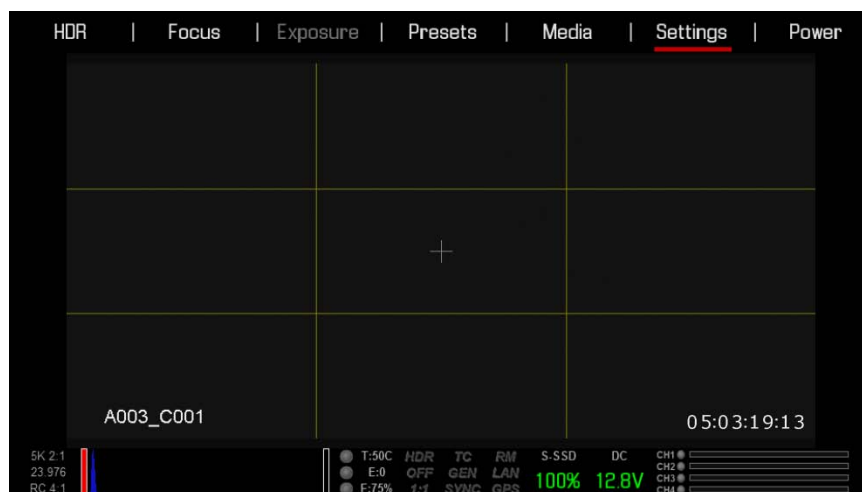 HDR | Focus | Exposure | Presets | Media | Settings | Power
A003_C001
05:03:19:13
5K 2:1 T:50C HDR TC RM S-SSD DC CH1
23.976 E:0 OFF GEN LAN 100% 12.8V CH2
RC 4:1 F:75% 1:1 SYNC GPS CH3
CH4